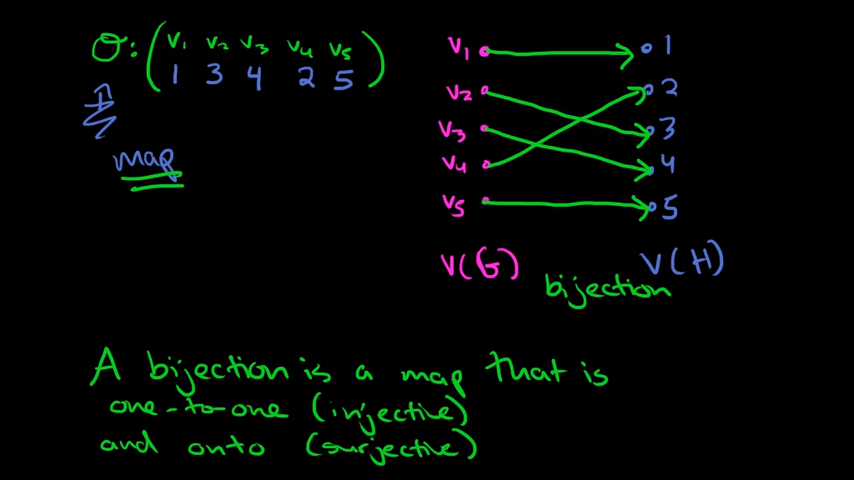 Θ: ( v₁ v₂ v₃ v₄ v₅ )
1 3 4 2 5
map
v₁ 1
v₂ 2
v₃ 3
v₄ 4
v₅ 5
V(G) V(H)
bijection
A bijection is a map that is
one-to-one (injective)
and onto (surjective)